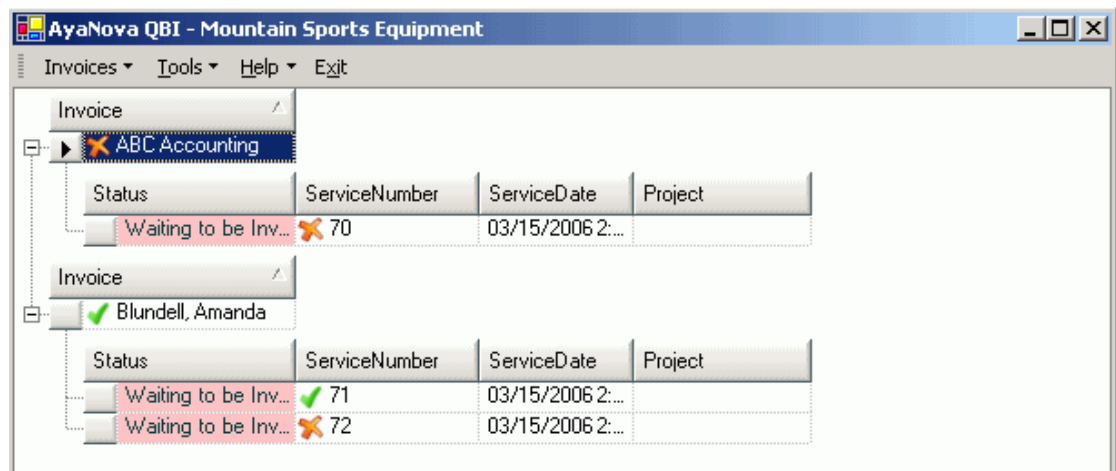 AyaNova QBI - Mountain Sports Equipment
Invoices Tools Help Exit
Invoice
ABC Accounting
Status ServiceNumber ServiceDate Project
Waiting to be Inv... 70 03/15/2006 2:...
Invoice
Blundell, Amanda
Status ServiceNumber ServiceDate Project
Waiting to be Inv... 71 03/15/2006 2:...
Waiting to be Inv... 72 03/15/2006 2:...